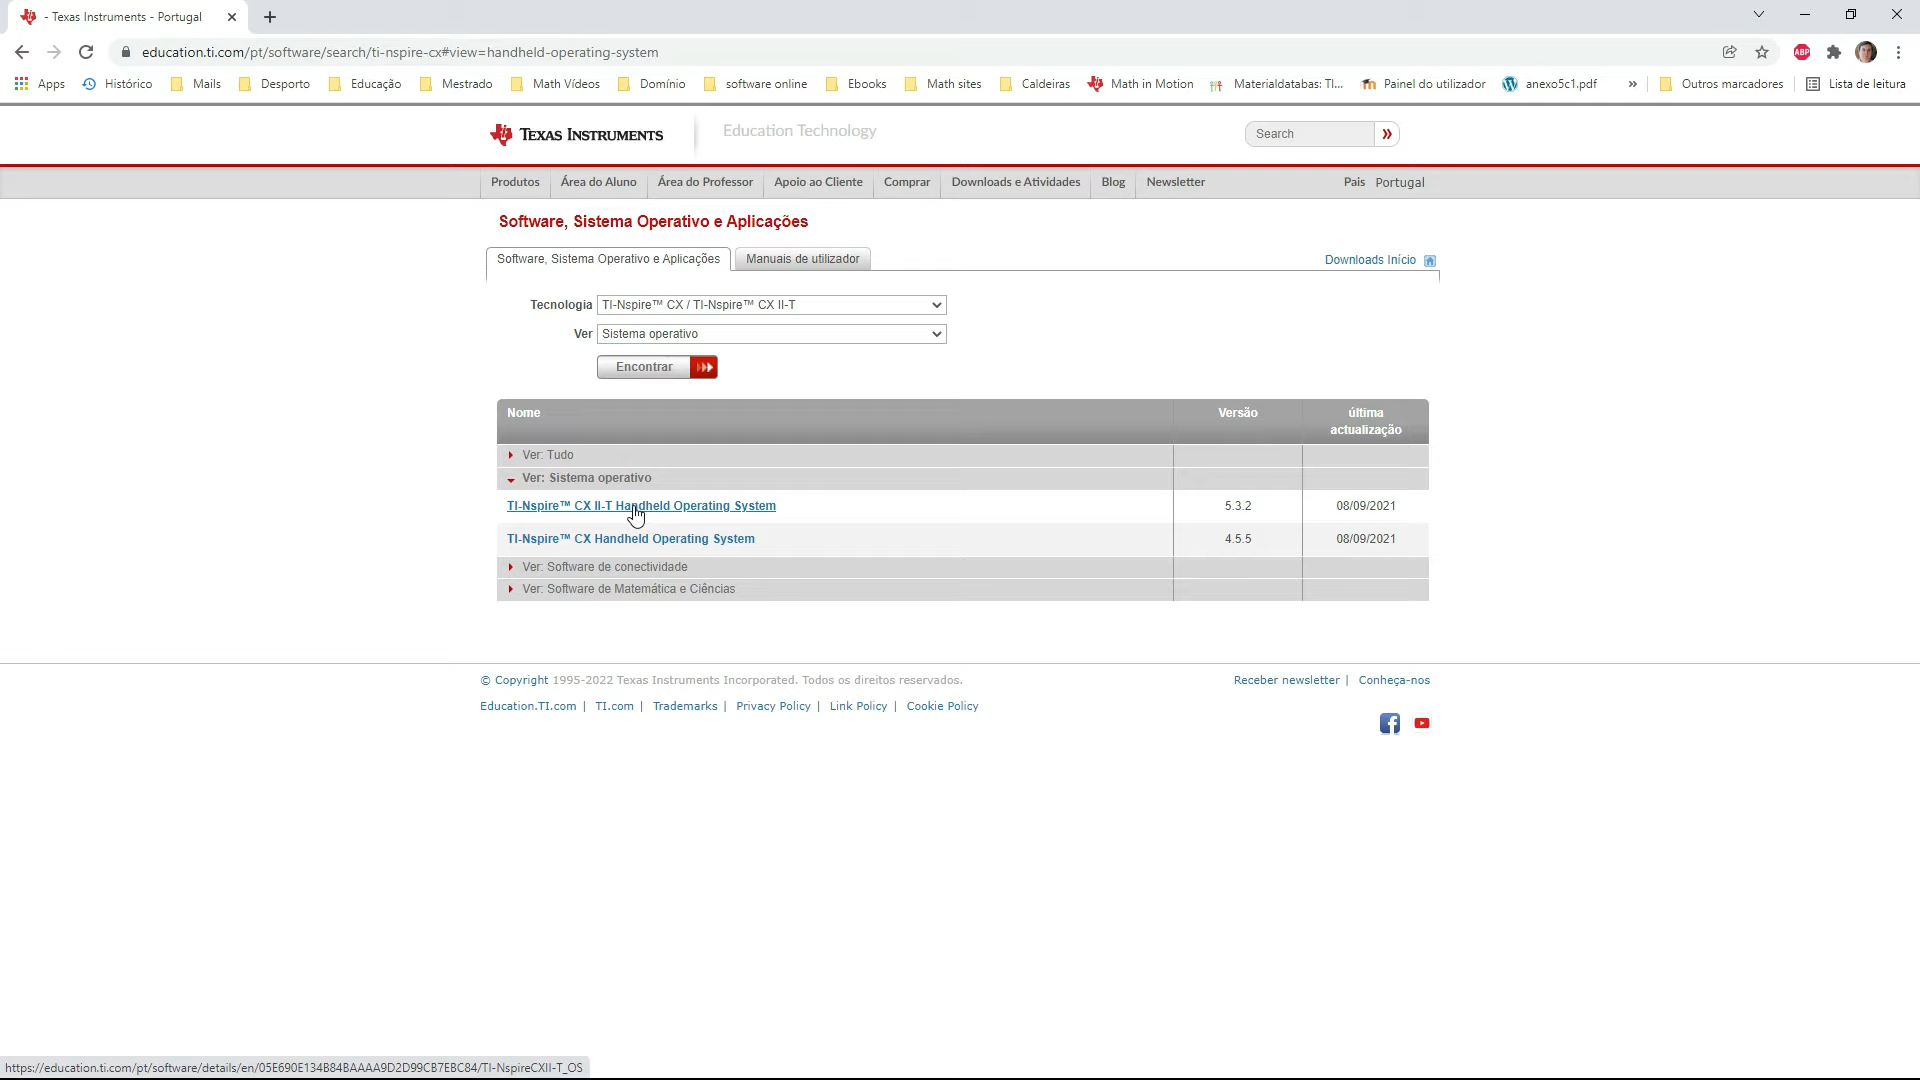 - Texas Instruments - Portugal
education.ti.com/pt/software/search/ti-nspire-cx#view=handheld-operating-system
ABP
Apps Histórico Mails Desporto Educação Mestrado Math Vídeos Domínio software online Ebooks Math sites Caldeiras Math in Motion Materialdatabas: TI... Painel do utilizador anexo5c1.pdf » Outros marcadores Lista de leitura
TEXAS INSTRUMENTS Education Technology Search
Produtos Área do Aluno Área do Professor Apoio ao Cliente Comprar Downloads e Atividades Blog Newsletter Pais Portugal
Software, Sistema Operativo e Aplicações
Software, Sistema Operativo e Aplicações Manuais de utilizador Downloads Início
Tecnologia TI-Nspire™ CX / TI-Nspire™ CX II-T
Ver Sistema operativo
Encontrar
Nome Versão última
actualização
Ver: Tudo
Ver: Sistema operativo
TI-Nspire™ CX II-T Handheld Operating System 5.3.2 08/09/2021
TI-Nspire™ CX Handheld Operating System 4.5.5 08/09/2021
Ver: Software de conectividade
Ver: Software de Matemática e Ciências
© Copyright 1995-2022 Texas Instruments Incorporated. Todos os direitos reservados. Receber newsletter | Conheça-nos
Education.TI.com | TI.com | Trademarks | Privacy Policy | Link Policy | Cookie Policy
https://education.ti.com/pt/software/details/en/05E690E134B84BAAAA9D2D99CB7EBC84/TI-NspireCXII-T_OS